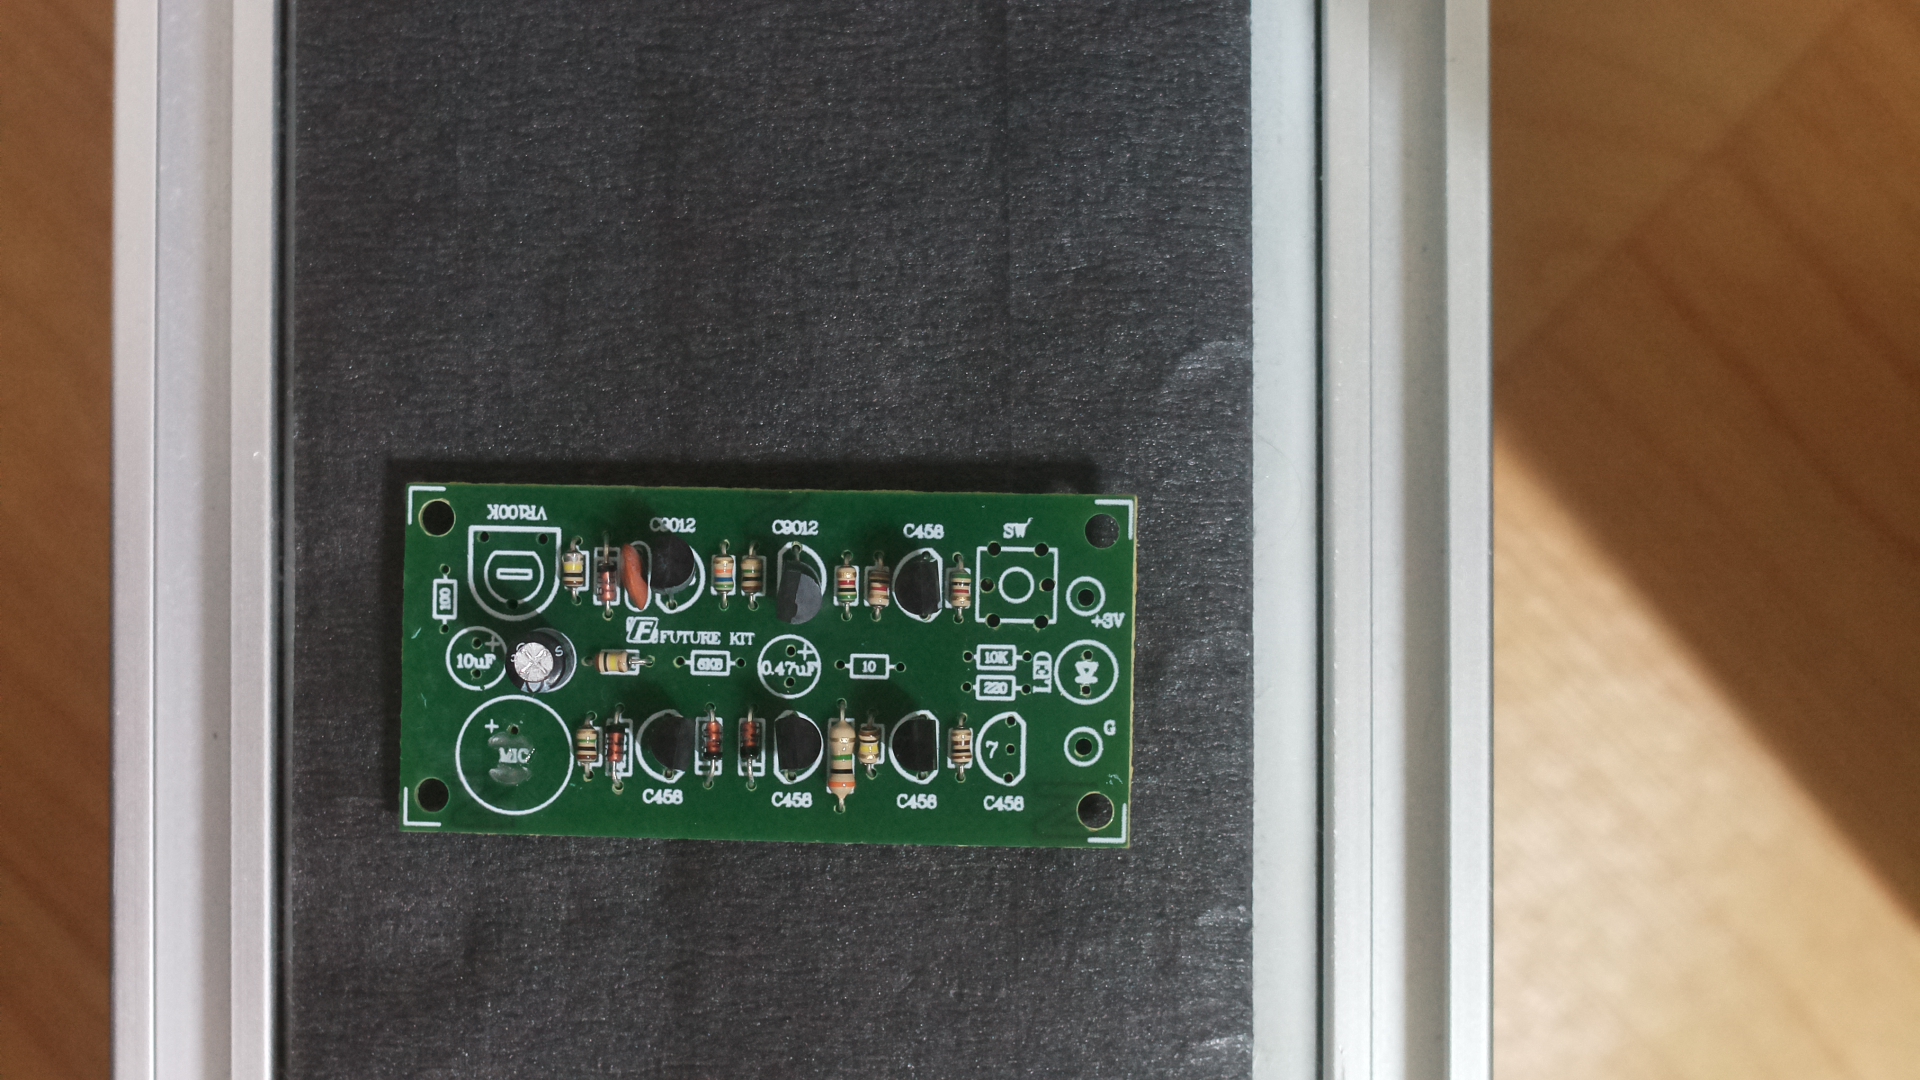 VR100K
C9012
C9012
C458
SW
100
+3V
FUTURE KIT
10uF
6K8
0.47uF
10
10K
220
LED
MIC
7
G
C458
C458
C458
C458